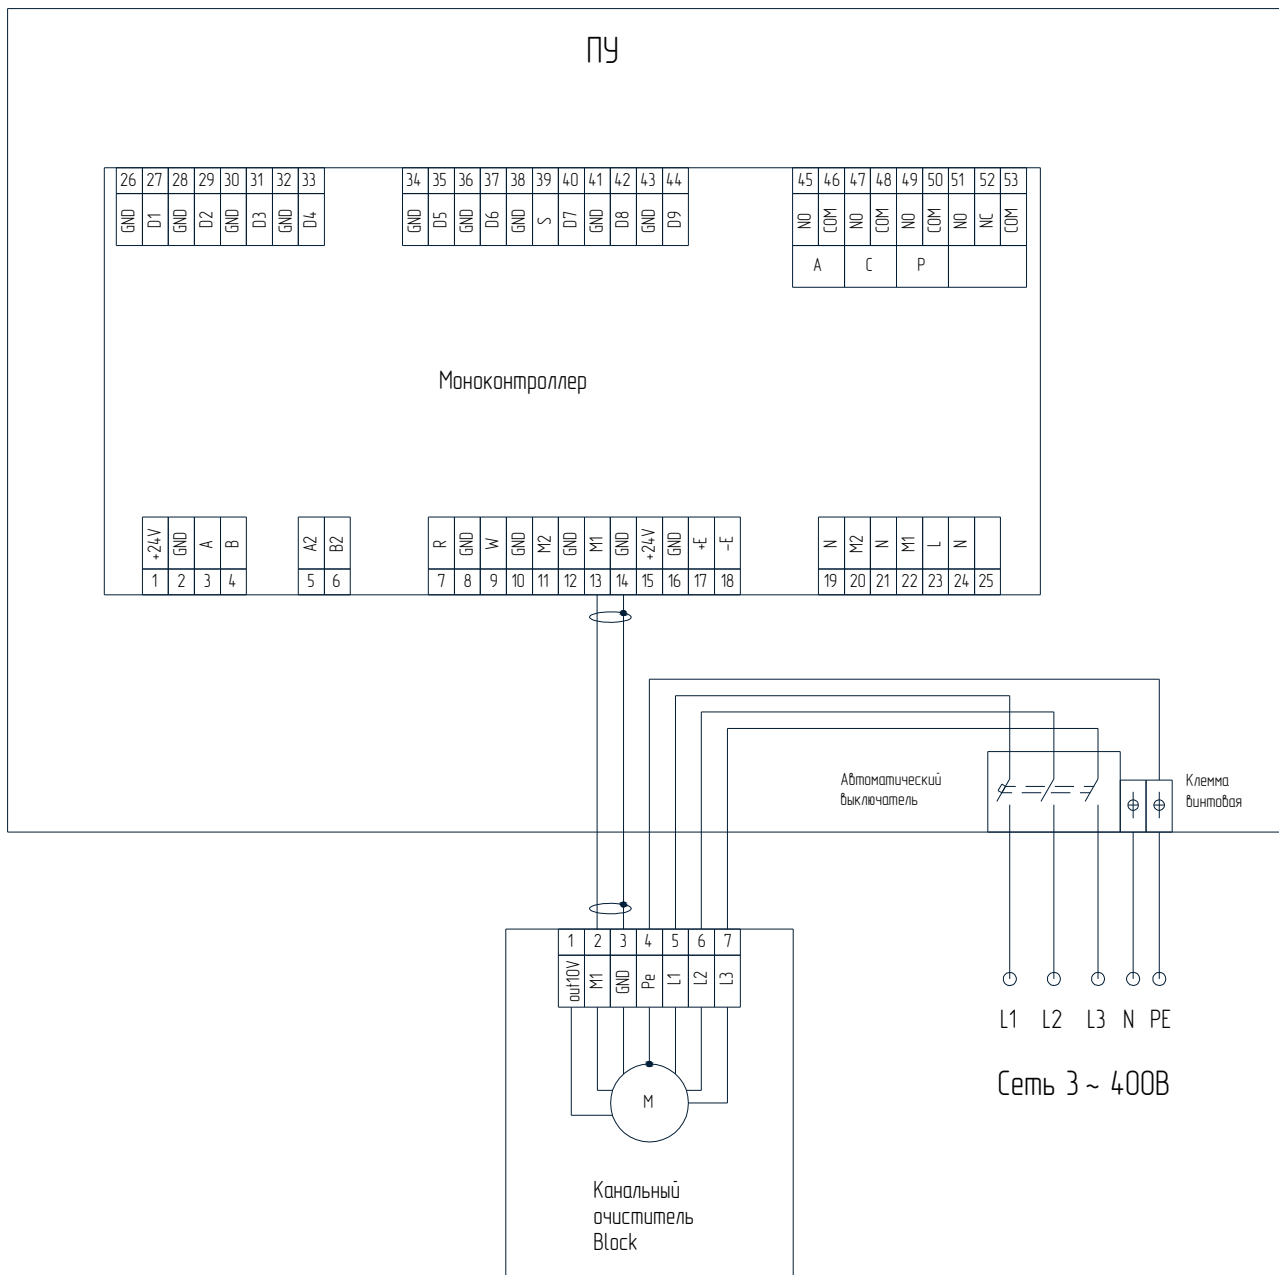 ПУ
26 27 28 29 30 31 32 33 34 35 36 37 38 39 40 41 42 43 44 45 46 47 48 49 50 51 52 53
GND D1 GND D2 GND D3 GND D4 GND D5 GND D6 GND S D7 GND D8 GND D9 NO COM NO COM NO COM NO NC COM
A C P
Моноконтроллер
+24V GND A B A2 B2 R GND W GND M2 GND M1 GND +24V GND +E -E N M2 N M1 L N
1 2 3 4 5 6 7 8 9 10 11 12 13 14 15 16 17 18 19 20 21 22 23 24 25
Автоматический
выключатель
Клемма
винтовая
1 2 3 4 5 6 7
out10V M1 GND Pe L1 L2 L3
L1 L2 L3 N PE
Сеть 3 ~ 400В
M
Канальный
очиститель
Block